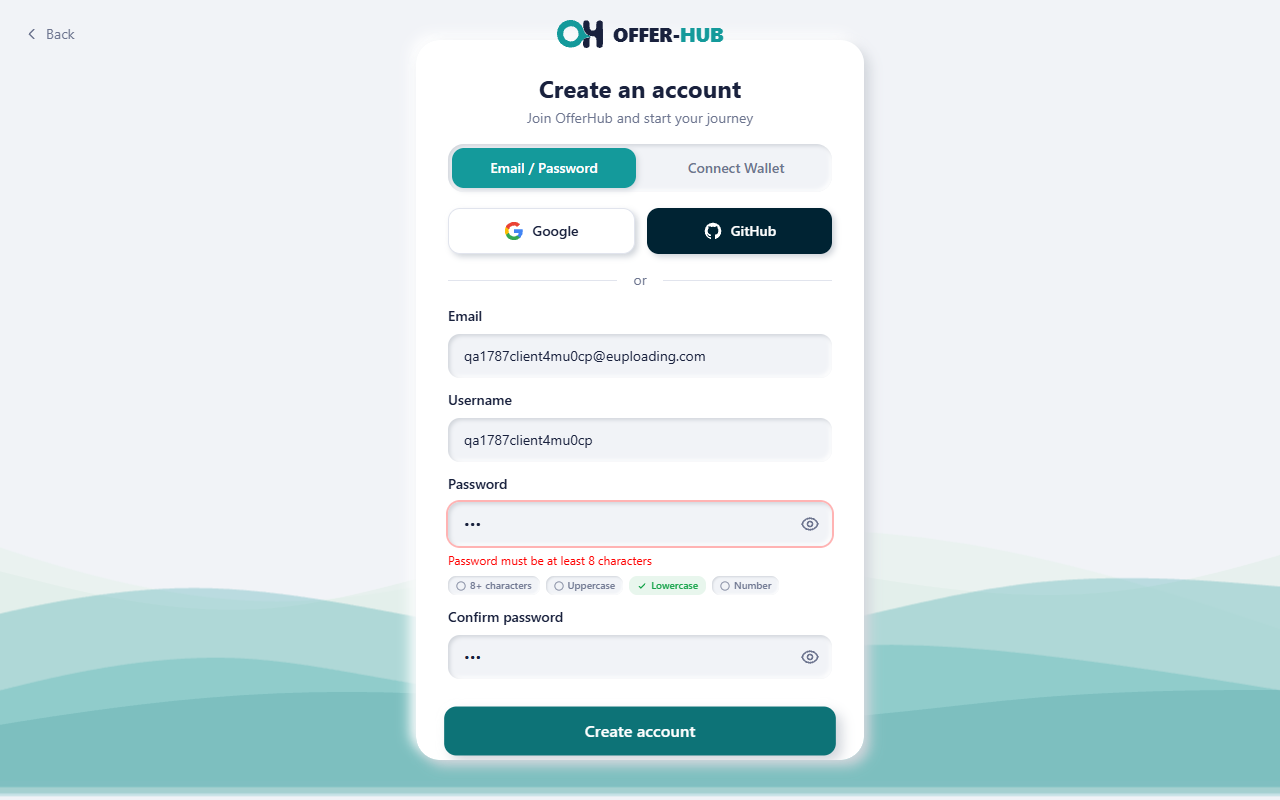 Back
OFFER-HUB
Create an account
Join OfferHub and start your journey
Email / Password
Connect Wallet
Google
GitHub
or
Email
qa1787client4mu0cp@euploading.com
Username
qa1787client4mu0cp
Password
•••
Password must be at least 8 characters
8+ characters
Uppercase
Lowercase
Number
Confirm password
•••
Create account